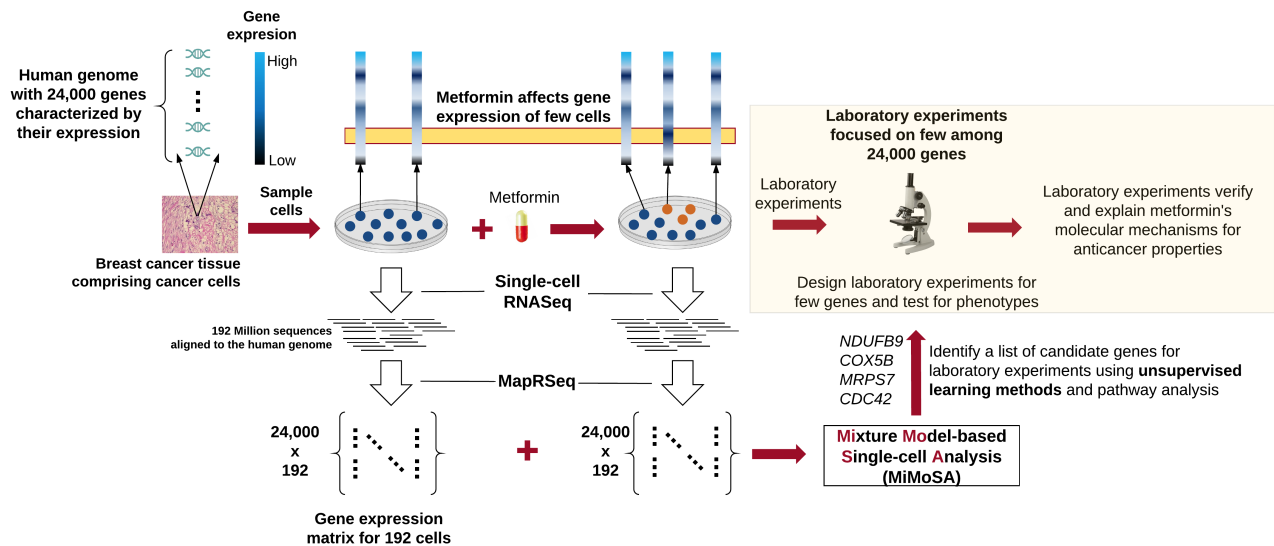 Gene
expresion
High
Low
Human genome
with 24,000 genes
characterized by
their expression
Breast cancer tissue
comprising cancer cells
Sample
cells
Metformin affects gene
expression of few cells
Metformin
Single-cell
RNASeq
192 Million sequences
aligned to the human genome
MapRSeq
24,000
x
192
24,000
x
192
Gene expression
matrix for 192 cells
Mixture Model-based
Single-cell Analysis
(MiMoSA)
NDUFB9
COX5B
MRPS7
CDC42
Identify a list of candidate genes for
laboratory experiments using unsupervised
learning methods and pathway analysis
Laboratory experiments
focused on few among
24,000 genes
Laboratory
experiments
Design laboratory experiments for
few genes and test for phenotypes
Laboratory experiments verify
and explain metformin's
molecular mechanisms for
anticancer properties